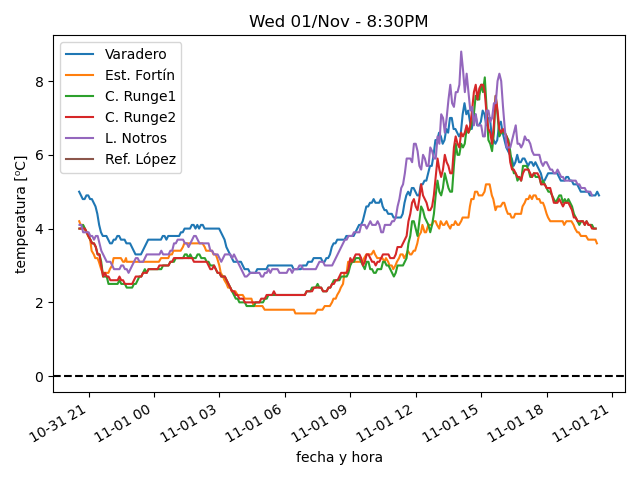 Wed 01/Nov - 8:30PM
Varadero
Est. Fortín
C. Runge1
C. Runge2
L. Notros
Ref. López
temperatura [ºC]
8
6
4
2
0
10-31 21
11-01 00
11-01 03
11-01 06
11-01 09
11-01 12
11-01 15
11-01 18
11-01 21
fecha y hora